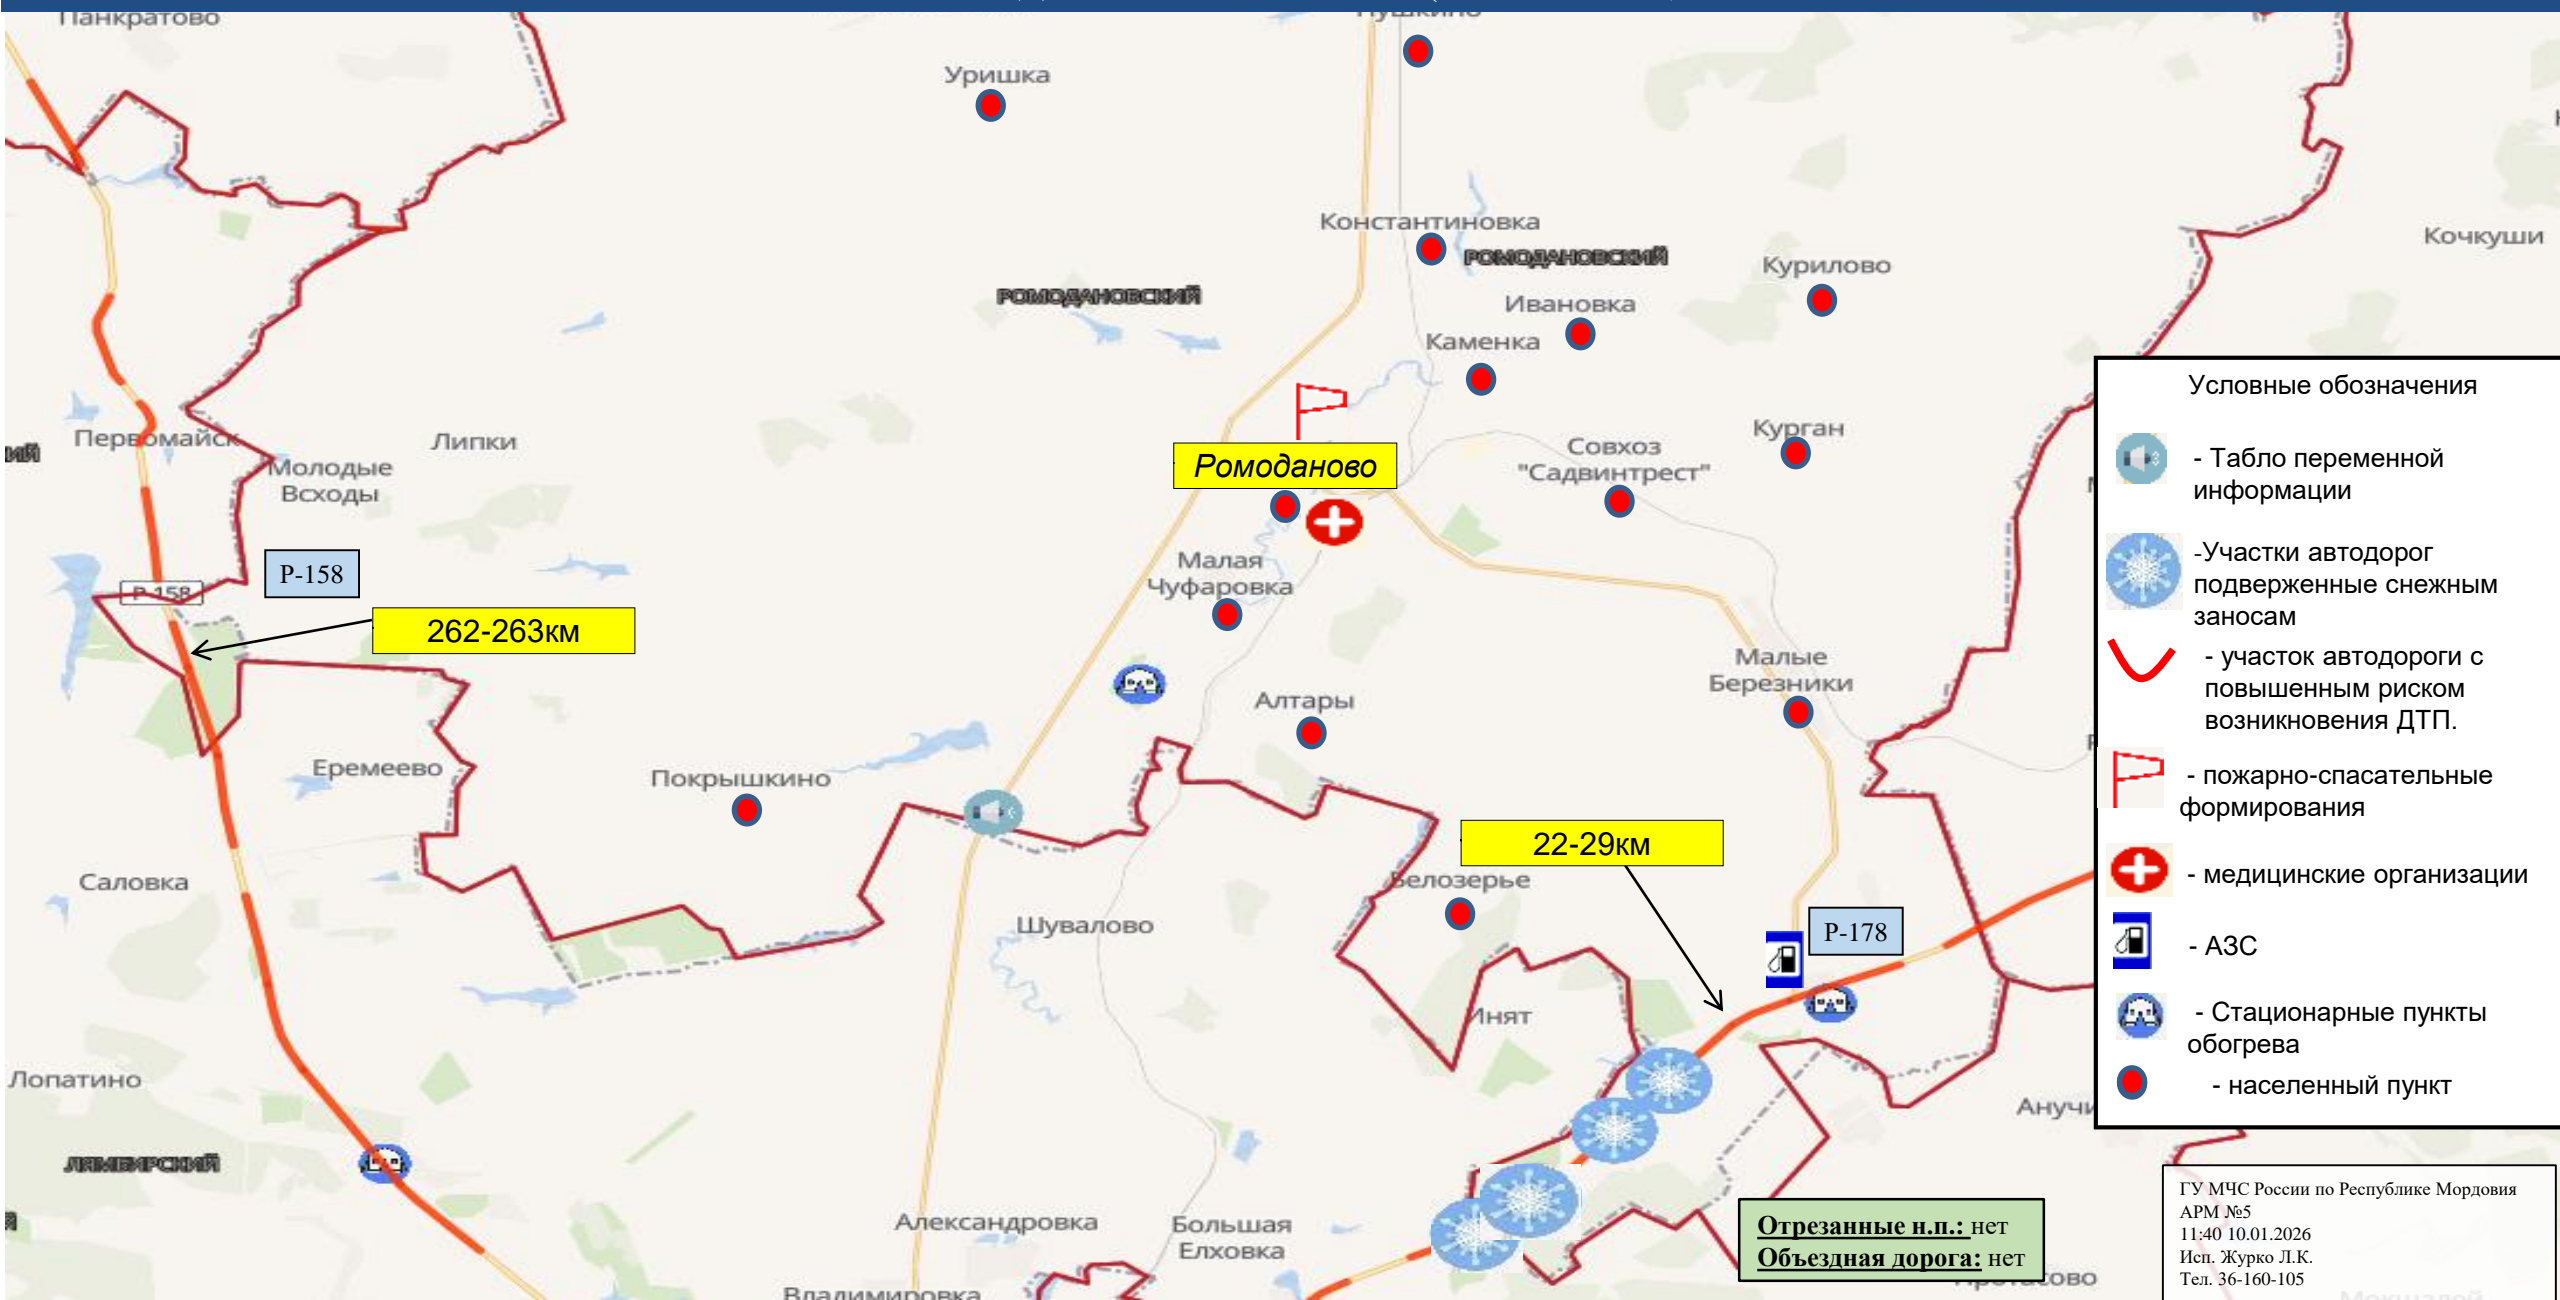 Панкратово
Уришка
Константиновка
РОМОДАНОВСКИЙ
Кочкуши
Курилово
РОМОДАНОВСКИЙ
Ивановка
Каменка
Первомайск
Липки
Молодые
Всходы
Ромоданово
Совхоз
"Садвинтрест"
Курган
Р-158
Р-158
262-263км
Малая
Чуфаровка
Малые
Березники
Алтары
Еремеево
Покрышкино
22-29км
Саловка
Белозерье
Шувалово
Р-178
Инят
Лопатино
ЛЯМБИРСКИЙ
Александровка
Большая
Елховка
Владимировка
Условные обозначения
- Табло переменной
информации
-Участки автодорог
подверженные снежным
заносам
- участок автодороги с
повышенным риском
возникновения ДТП.
- пожарно-спасательные
формирования
- медицинские организации
- АЗС
- Стационарные пункты
обогрева
- населенный пункт
Отрезанные н.п.: нет
Объездная дорога: нет
ГУ МЧС России по Республике Мордовия
АРМ №5
11:40 10.01.2026
Исп. Журко Л.К.
Тел. 36-160-105